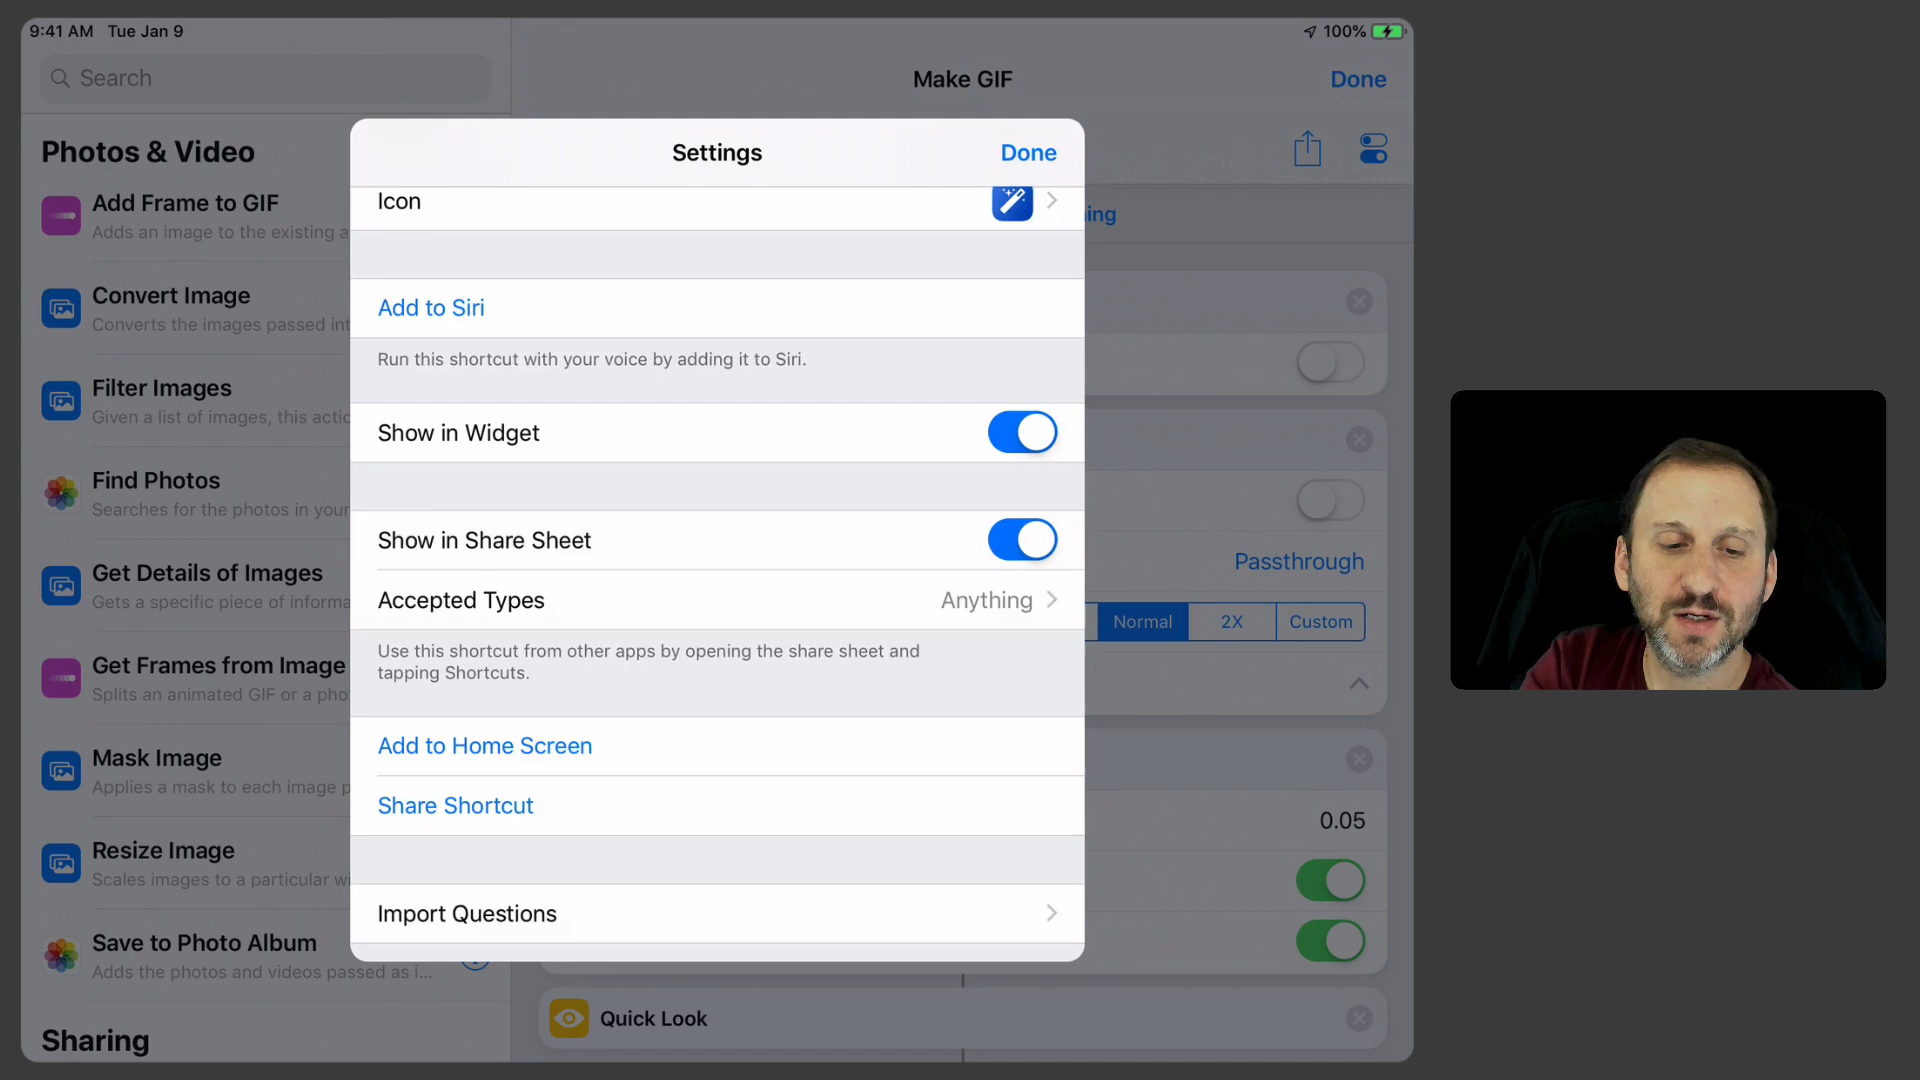 9:41 AM Tue Jan 9
100%
Search
Make GIF
Done
Photos & Video
Add Frame to GIF
Adds an image to the existing a
Convert Image
Converts the images passed int
Filter Images
Given a list of images, this actic
Find Photos
Searches for the photos in your
Get Details of Images
Gets a specific piece of informa
Get Frames from Image
Splits an animated GIF or a pho
Mask Image
Applies a mask to each image p
Resize Image
Scales images to a particular wi
Save to Photo Album
Adds the photos and videos passed as i...
Sharing
Settings
Done
Icon
Add to Siri
Run this shortcut with your voice by adding it to Siri.
Show in Widget
Show in Share Sheet
Accepted Types Anything
Use this shortcut from other apps by opening the share sheet and
tapping Shortcuts.
Add to Home Screen
Share Shortcut
Import Questions
ing
Passthrough
Normal 2X Custom
0.05
Quick Look